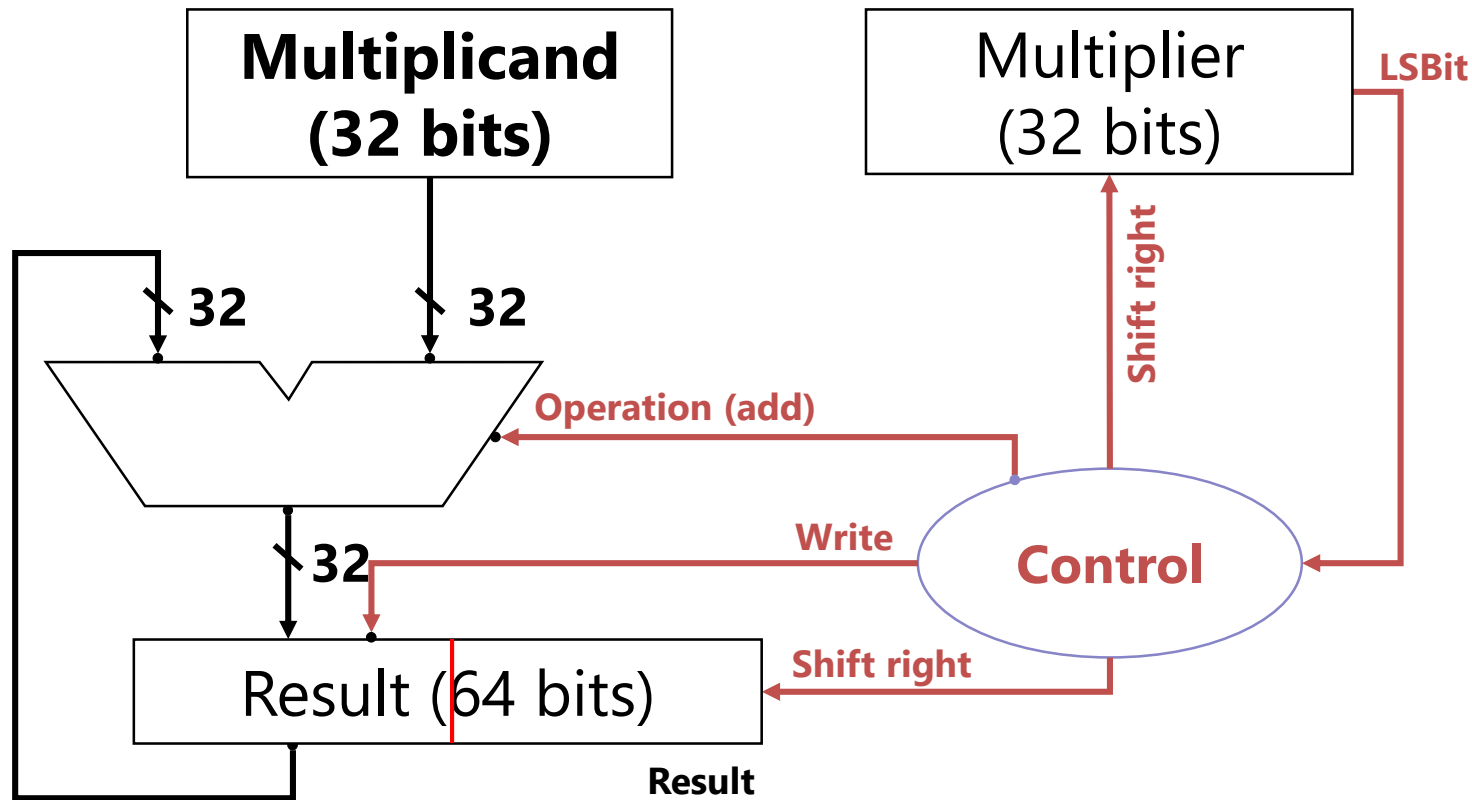 Multiplicand
(32 bits)
Multiplier
(32 bits)
LSBit
Shift right
32
32
Operation (add)
Write
32
Control
Shift right
Result (64 bits)
Result